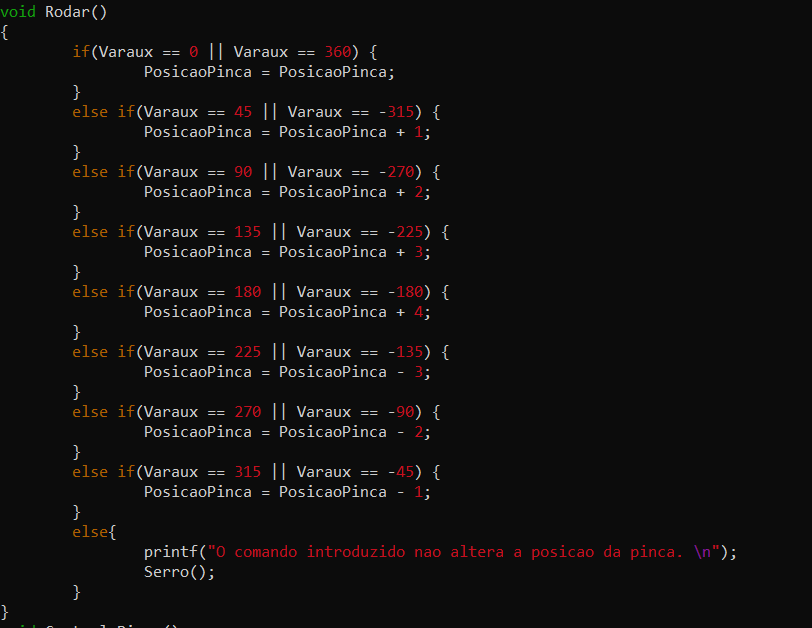 void Rodar()
{
        if(Varaux == 0 || Varaux == 360) {
                PosicaoPinca = PosicaoPinca;
        }
        else if(Varaux == 45 || Varaux == -315) {
                PosicaoPinca = PosicaoPinca + 1;
        }
        else if(Varaux == 90 || Varaux == -270) {
                PosicaoPinca = PosicaoPinca + 2;
        }
        else if(Varaux == 135 || Varaux == -225) {
                PosicaoPinca = PosicaoPinca + 3;
        }
        else if(Varaux == 180 || Varaux == -180) {
                PosicaoPinca = PosicaoPinca + 4;
        }
        else if(Varaux == 225 || Varaux == -135) {
                PosicaoPinca = PosicaoPinca - 3;
        }
        else if(Varaux == 270 || Varaux == -90) {
                PosicaoPinca = PosicaoPinca - 2;
        }
        else if(Varaux == 315 || Varaux == -45) {
                PosicaoPinca = PosicaoPinca - 1;
        }
        else{
                printf("O comando introduzido nao altera a posicao da pinca. \n");
                Serro();
        }
}